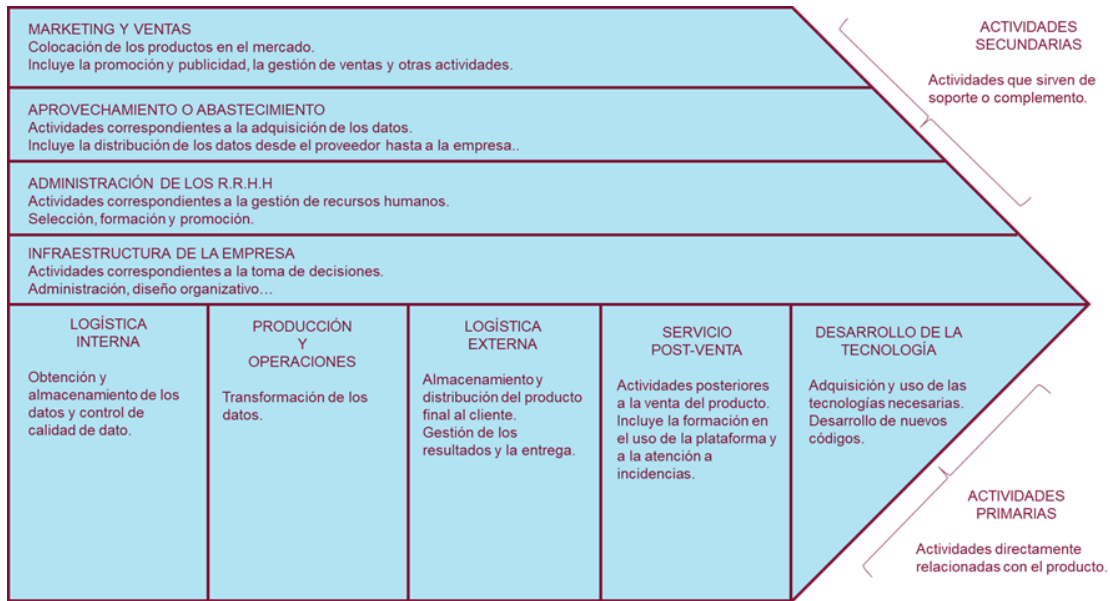 MARKETING Y VENTAS
Colocación de los productos en el mercado.
Incluye la promoción y publicidad, la gestión de ventas y otras actividades.
ACTIVIDADES
SECUNDARIAS
Actividades que sirven de
soporte o complemento.
APROVECHAMIENTO O ABASTECIMIENTO
Actividades correspondientes a la adquisición de los datos.
Incluye la distribución de los datos desde el proveedor hasta a la empresa..
ADMINISTRACIÓN DE LOS R.R.H.H
Actividades correspondientes a la gestión de recursos humanos.
Selección, formación y promoción.
INFRAESTRUCTURA DE LA EMPRESA
Actividades correspondientes a la toma de decisiones.
Administración, diseño organizativo…
LOGÍSTICA
INTERNA
Obtención y
almacenamiento de los
datos y control de
calidad de dato.
PRODUCCIÓN
Y
OPERACIONES
Transformación de los
datos.
LOGÍSTICA
EXTERNA
Almacenamiento y
distribución del producto
final al cliente.
Gestión de los
resultados y la entrega.
SERVICIO
POST-VENTA
Actividades posteriores
a la venta del producto.
Incluye la formación en
el uso de la plataforma y
a la atención a
incidencias.
DESARROLLO DE LA
TECNOLOGÍA
Adquisición y uso de las
tecnologías necesarias.
Desarrollo de nuevos
códigos.
ACTIVIDADES
PRIMARIAS
Actividades directamente
relacionadas con el producto.